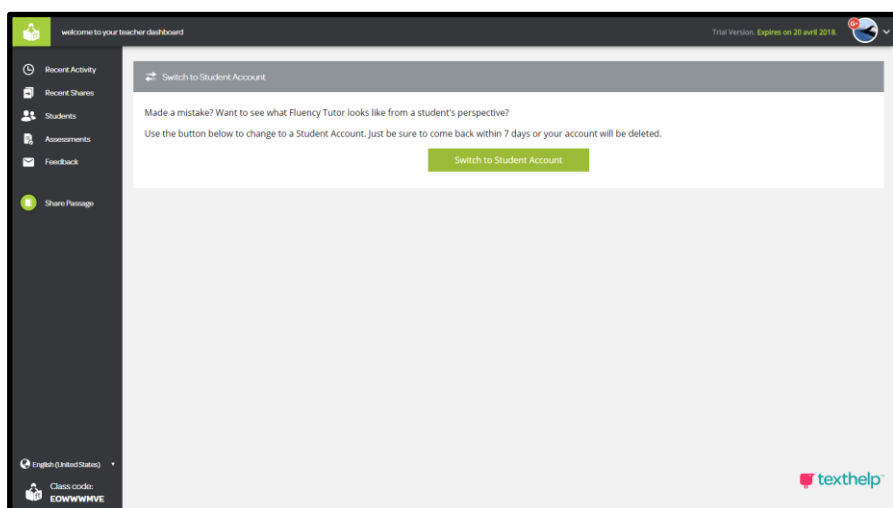 welcome to your teacher dashboard
Trial Version. Expires on 20 avril 2018.
G+
Recent Activity
Recent Shares
Students
Assessments
Feedback
Share Passage
Switch to Student Account
Made a mistake? Want to see what Fluency Tutor looks like from a student's perspective?
Use the button below to change to a Student Account. Just be sure to come back within 7 days or your account will be deleted.
Switch to Student Account
English (United States)
Class code:
EOWWWMVE
texthelp™